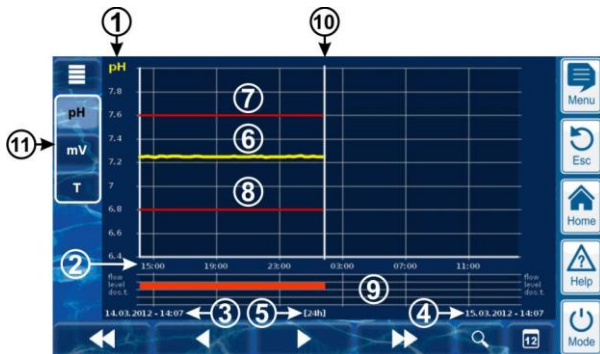 1 10
pH
7.8
7.6 7
pH
7.4
11 mV 6
7.2
T
7
8
6.8
6.6
6.4
2 15:00 19:00 23:00 03:00 07:00 11:00
flow flow
level 9 level
dos.t. dos.t.
14.03.2012 - 14:07 3 5 [24h] 4 15.03.2012 - 14:07
12
Menu
Esc
Home
?
Help
Mode